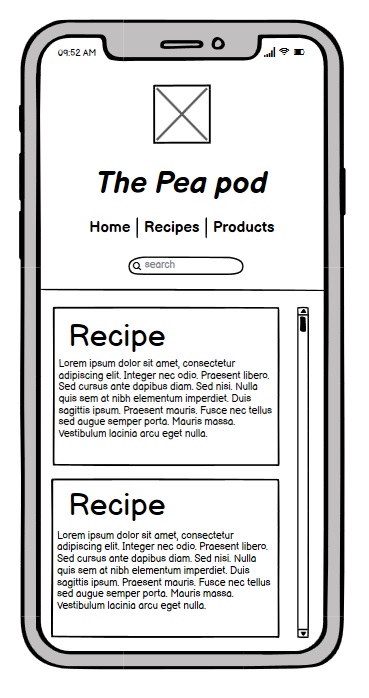 09:52 AM
The Pea pod
Home | Recipes | Products
search
Recipe
Lorem ipsum dolor sit amet, consectetur
adipiscing elit. Integer nec odio. Praesent libero.
Sed cursus ante dapibus diam. Sed nisi. Nulla
quis sem at nibh elementum imperdiet. Duis
sagittis ipsum. Praesent mauris. Fusce nec tellus
sed augue semper porta. Mauris massa.
Vestibulum lacinia arcu eget nulla.
Recipe
Lorem ipsum dolor sit amet, consectetur
adipiscing elit. Integer nec odio. Praesent libero.
Sed cursus ante dapibus diam. Sed nisi. Nulla
quis sem at nibh elementum imperdiet. Duis
sagittis ipsum. Praesent mauris. Fusce nec tellus
sed augue semper porta. Mauris massa.
Vestibulum lacinia arcu eget nulla.